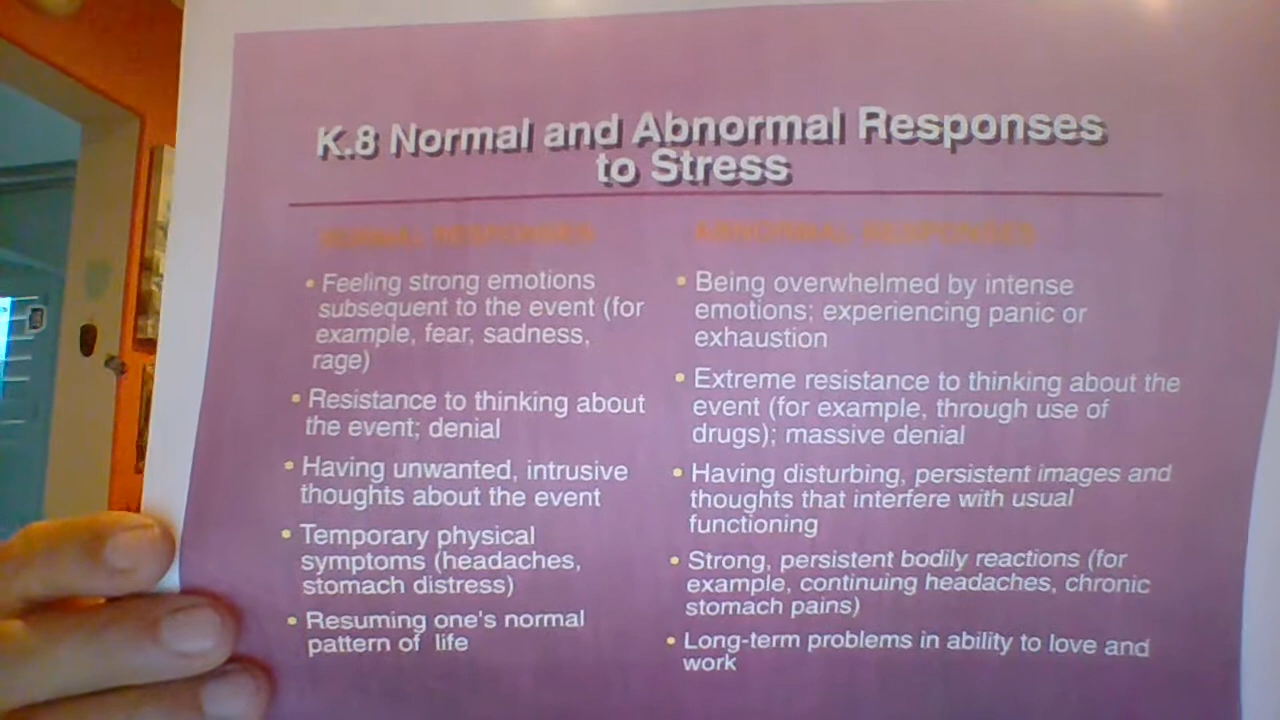 K.8 Normal and Abnormal Responses
to Stress
NORMAL RESPONSES
• Feeling strong emotions
subsequent to the event (for
example, fear, sadness,
rage)
• Resistance to thinking about
the event; denial
• Having unwanted, intrusive
thoughts about the event
• Temporary physical
symptoms (headaches,
stomach distress)
• Resuming one's normal
pattern of life
ABNORMAL RESPONSES
• Being overwhelmed by intense
emotions; experiencing panic or
exhaustion
• Extreme resistance to thinking about the
event (for example, through use of
drugs); massive denial
• Having disturbing, persistent images and
thoughts that interfere with usual
functioning
• Strong, persistent bodily reactions (for
example, continuing headaches, chronic
stomach pains)
• Long-term problems in ability to love and
work